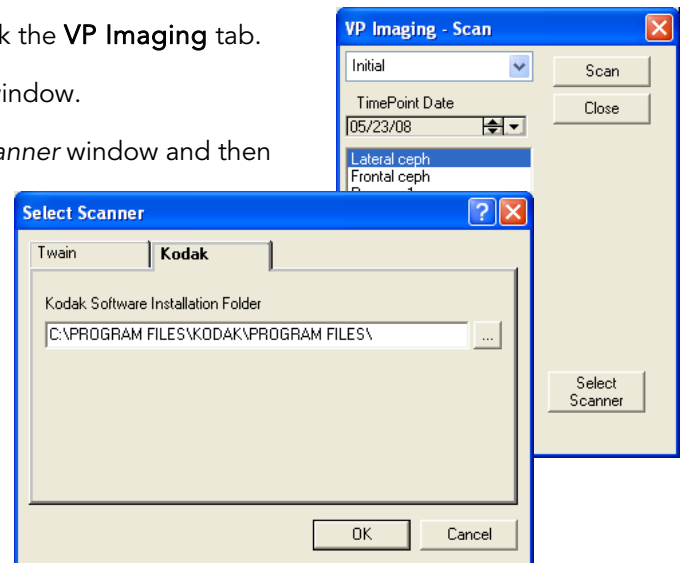 k the VP Imaging tab.
indow.
anner window and then
VP Imaging - Scan
Initial
Scan
TimePoint Date
Close
05/23/08
Lateral ceph
Frontal ceph
Select Scanner
Twain
Kodak
Kodak Software Installation Folder
C:\PROGRAM FILES\KODAK\PROGRAM FILES\
...
Select
Scanner
OK
Cancel